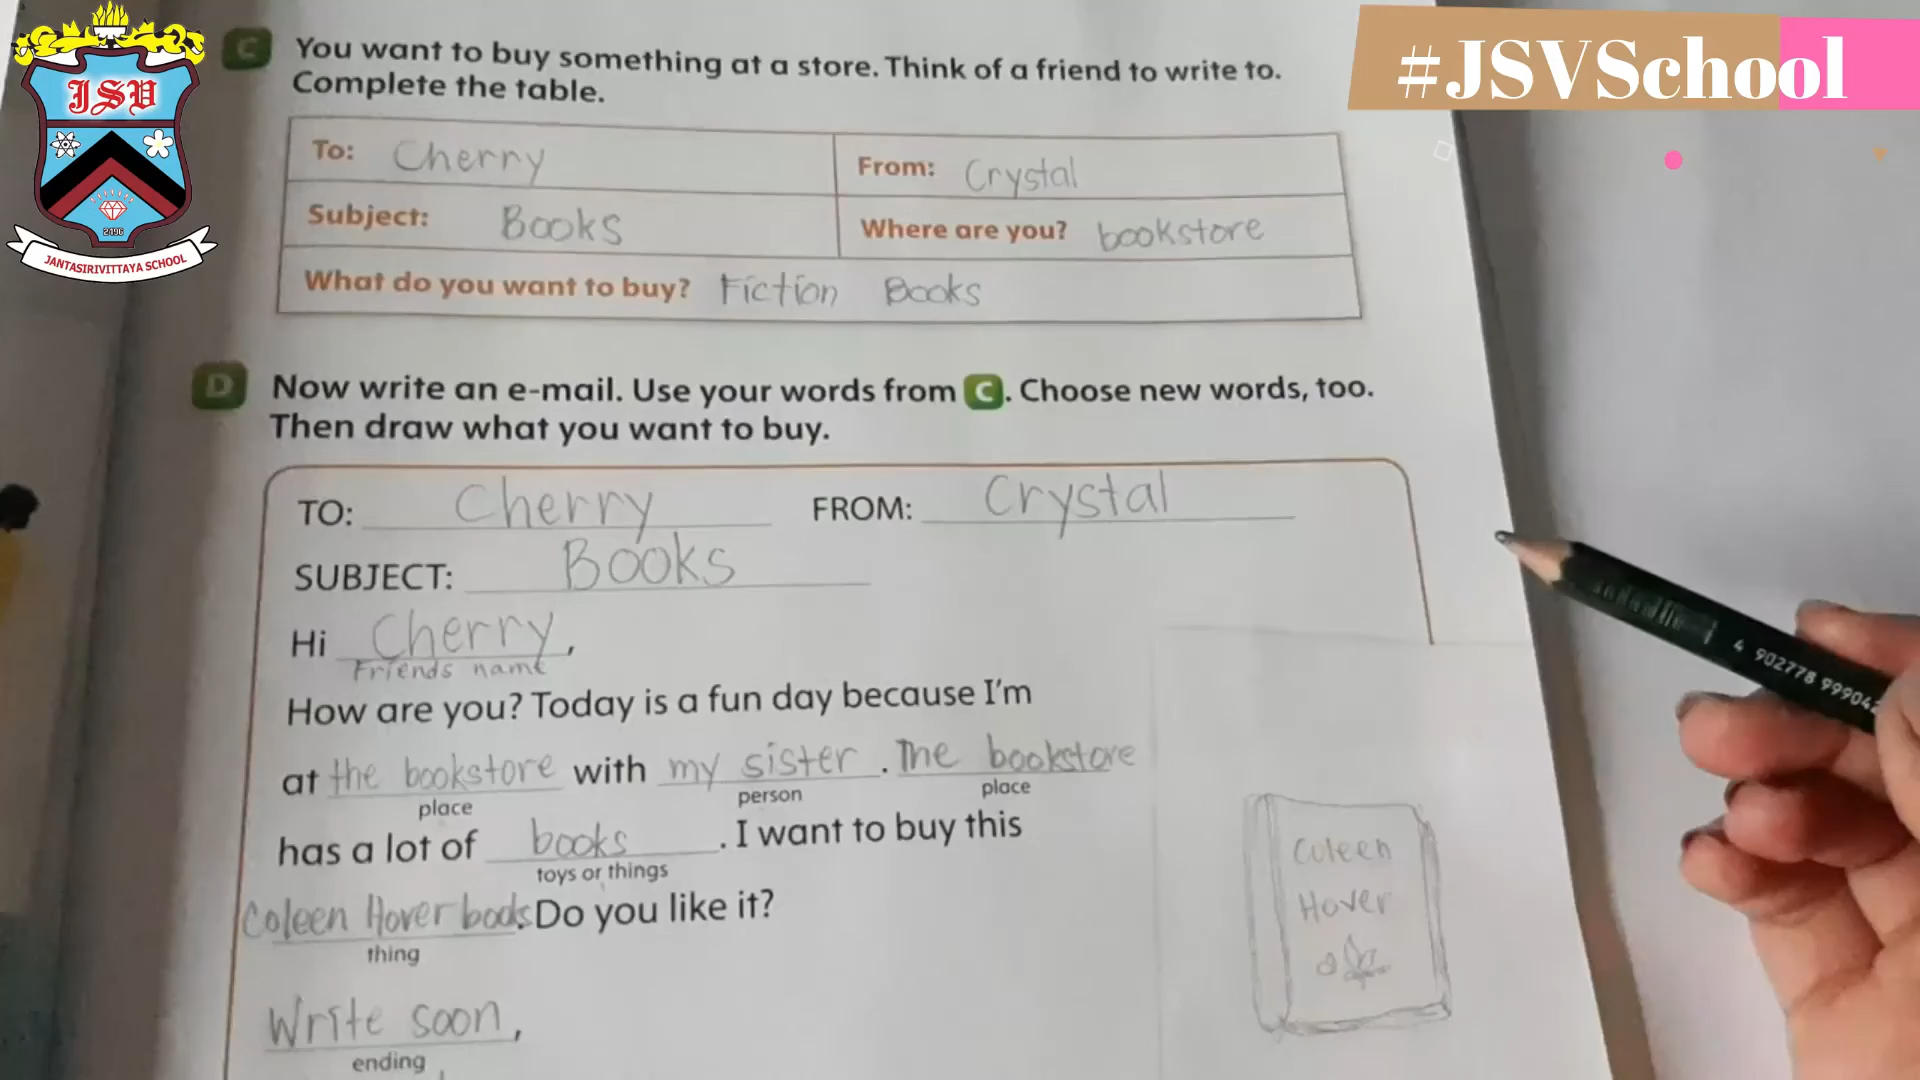 JSV
2496
JANTASIRIVITTAYA SCHOOL
#JSVSchool
C You want to buy something at a store. Think of a friend to write to.
Complete the table.
To: Cherry From: Crystal
Subject: Books Where are you? bookstore
What do you want to buy? Fiction Books
D Now write an e-mail. Use your words from C. Choose new words, too.
Then draw what you want to buy.
TO: Cherry FROM: Crystal
SUBJECT: Books
Hi Cherry,
Friends name
How are you? Today is a fun day because I'm
at the bookstore with my sister. The bookstore
place person place
has a lot of books. I want to buy this
toys or things
Coleen Hover books. Do you like it?
thing
Write soon,
ending
Coleen
Hover
4 902778